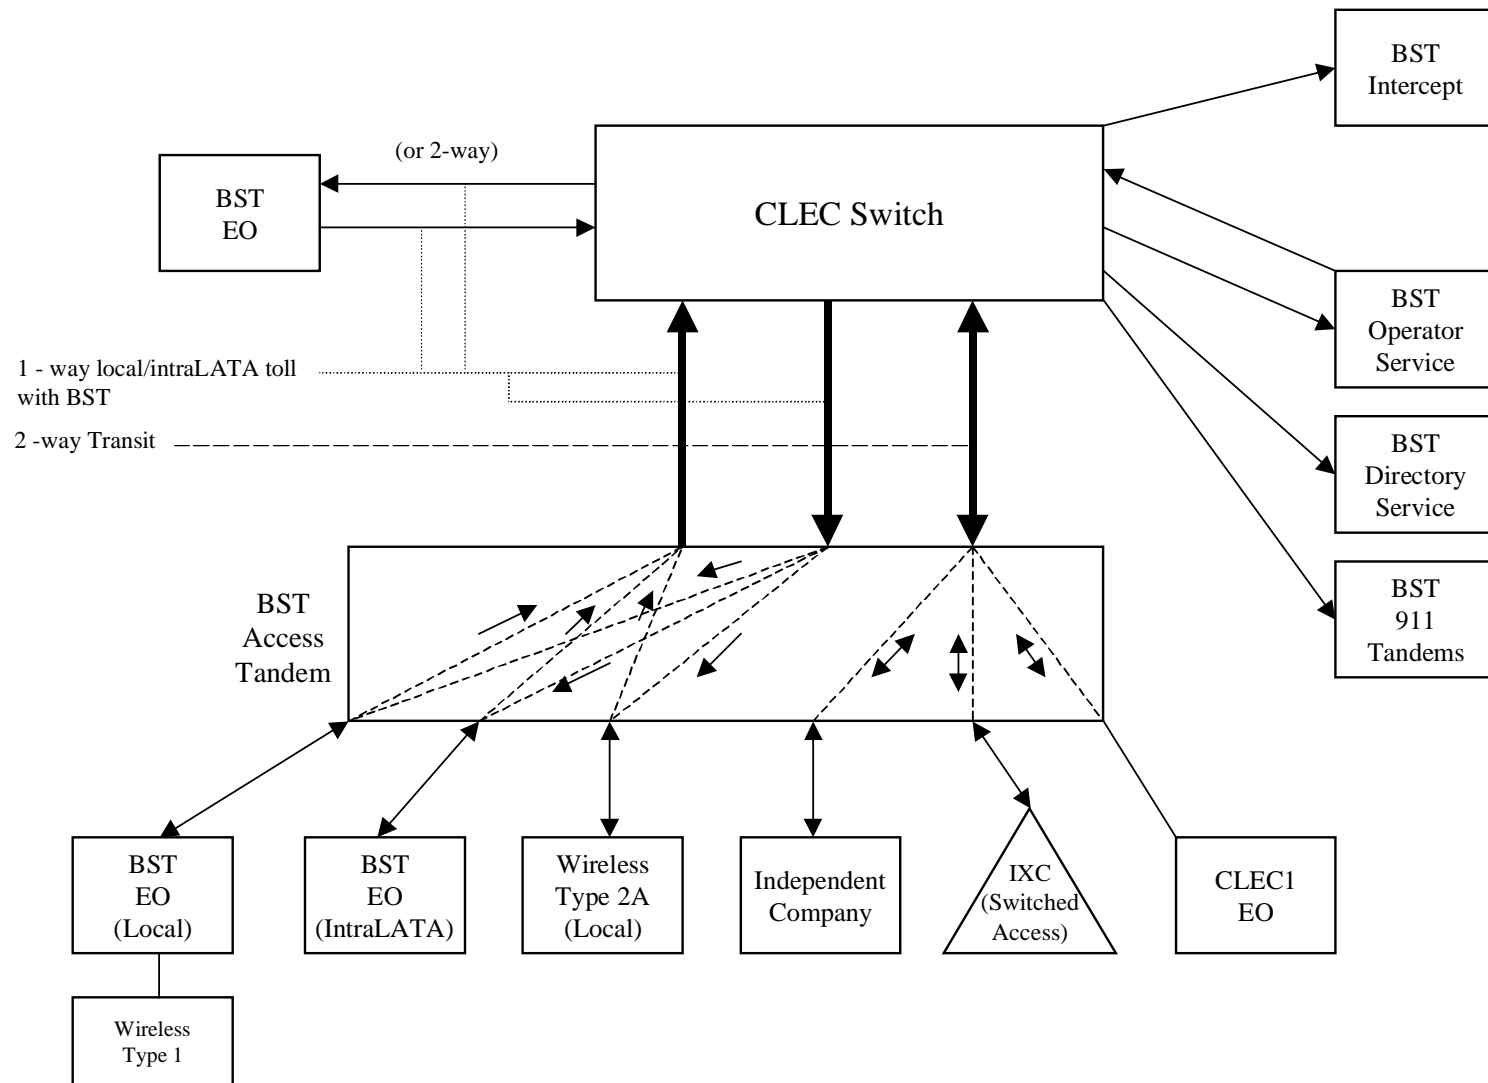 BST
Intercept
(or 2-way)
BST
EO
CLEC Switch
BST
Operator
Service
1 - way local/intraLATA toll
with BST
2 -way Transit
BST
Directory
Service
BST
911
Tandems
BST
Access
Tandem
BST
EO
(Local)
BST
EO
(IntraLATA)
Wireless
Type 2A
(Local)
Independent
Company
IXC
(Switched
Access)
CLEC1
EO
Wireless
Type 1